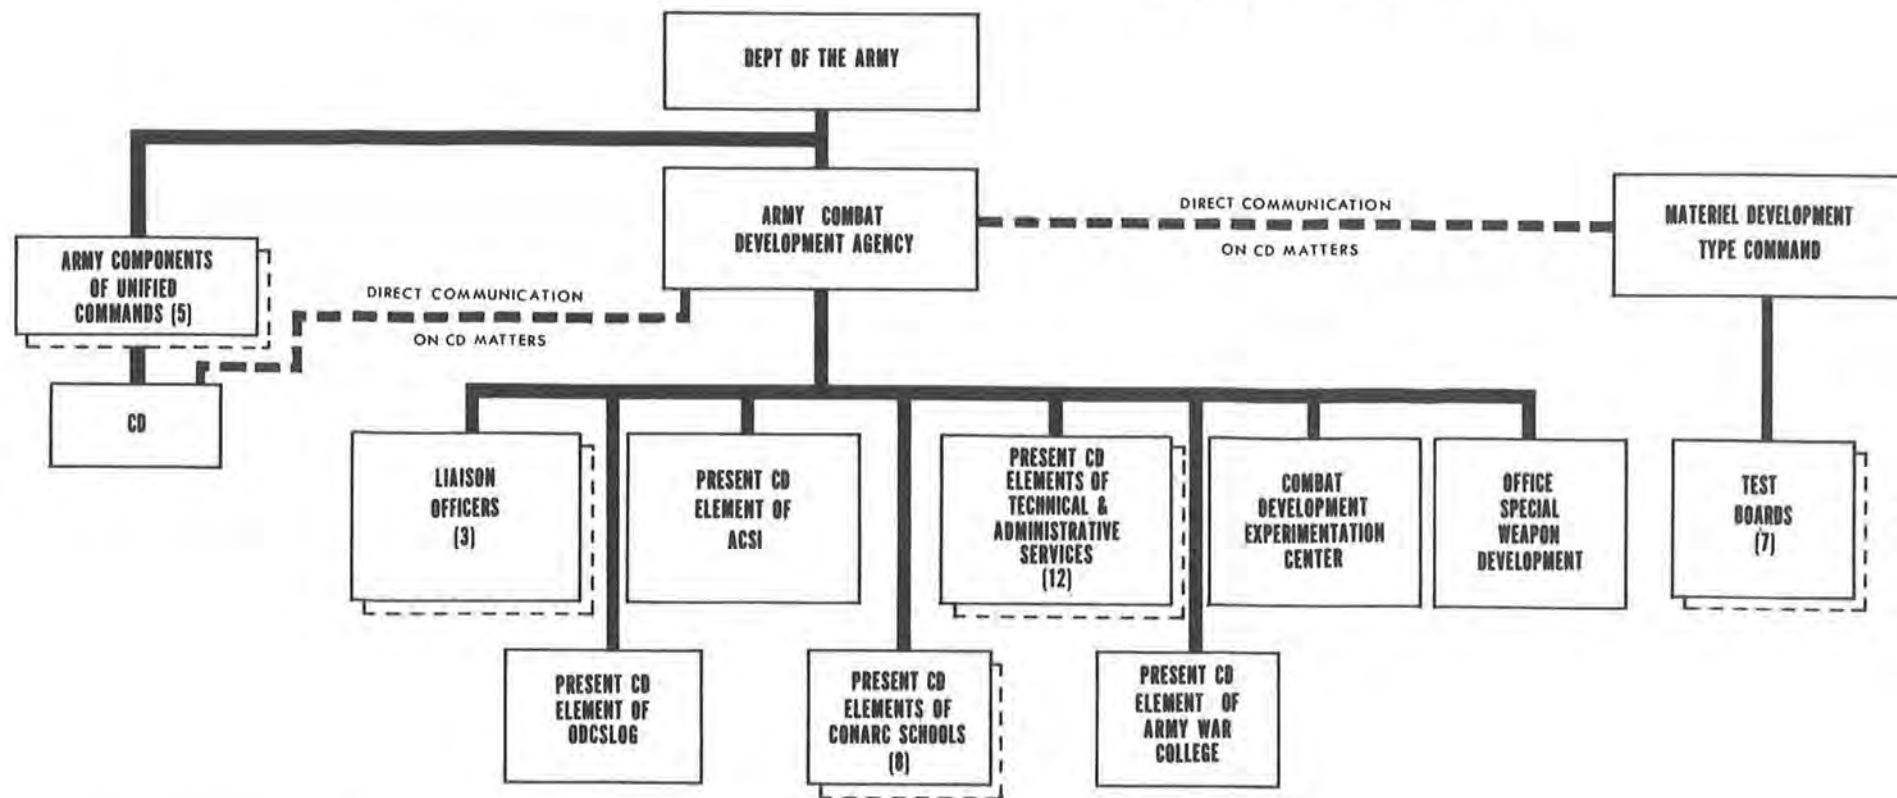 DEPT OF THE ARMY
ARMY COMBAT
DEVELOPMENT AGENCY
DIRECT COMMUNICATION
ON CD MATTERS
MATERIEL DEVELOPMENT
TYPE COMMAND
ARMY COMPONENTS
OF UNIFIED
COMMANDS (5)
DIRECT COMMUNICATION
ON CD MATTERS
CD
LIAISON
OFFICERS
(3)
PRESENT CD
ELEMENT OF
ACSI
PRESENT CD
ELEMENTS OF
TECHNICAL &
ADMINISTRATIVE
SERVICES
(12)
COMBAT
DEVELOPMENT
EXPERIMENTATION
CENTER
OFFICE
SPECIAL
WEAPON
DEVELOPMENT
TEST
BOARDS
(7)
PRESENT CD
ELEMENT OF
ODCSLOG
PRESENT CD
ELEMENTS OF
CONARC SCHOOLS
(8)
PRESENT CD
ELEMENT OF
ARMY WAR
COLLEGE